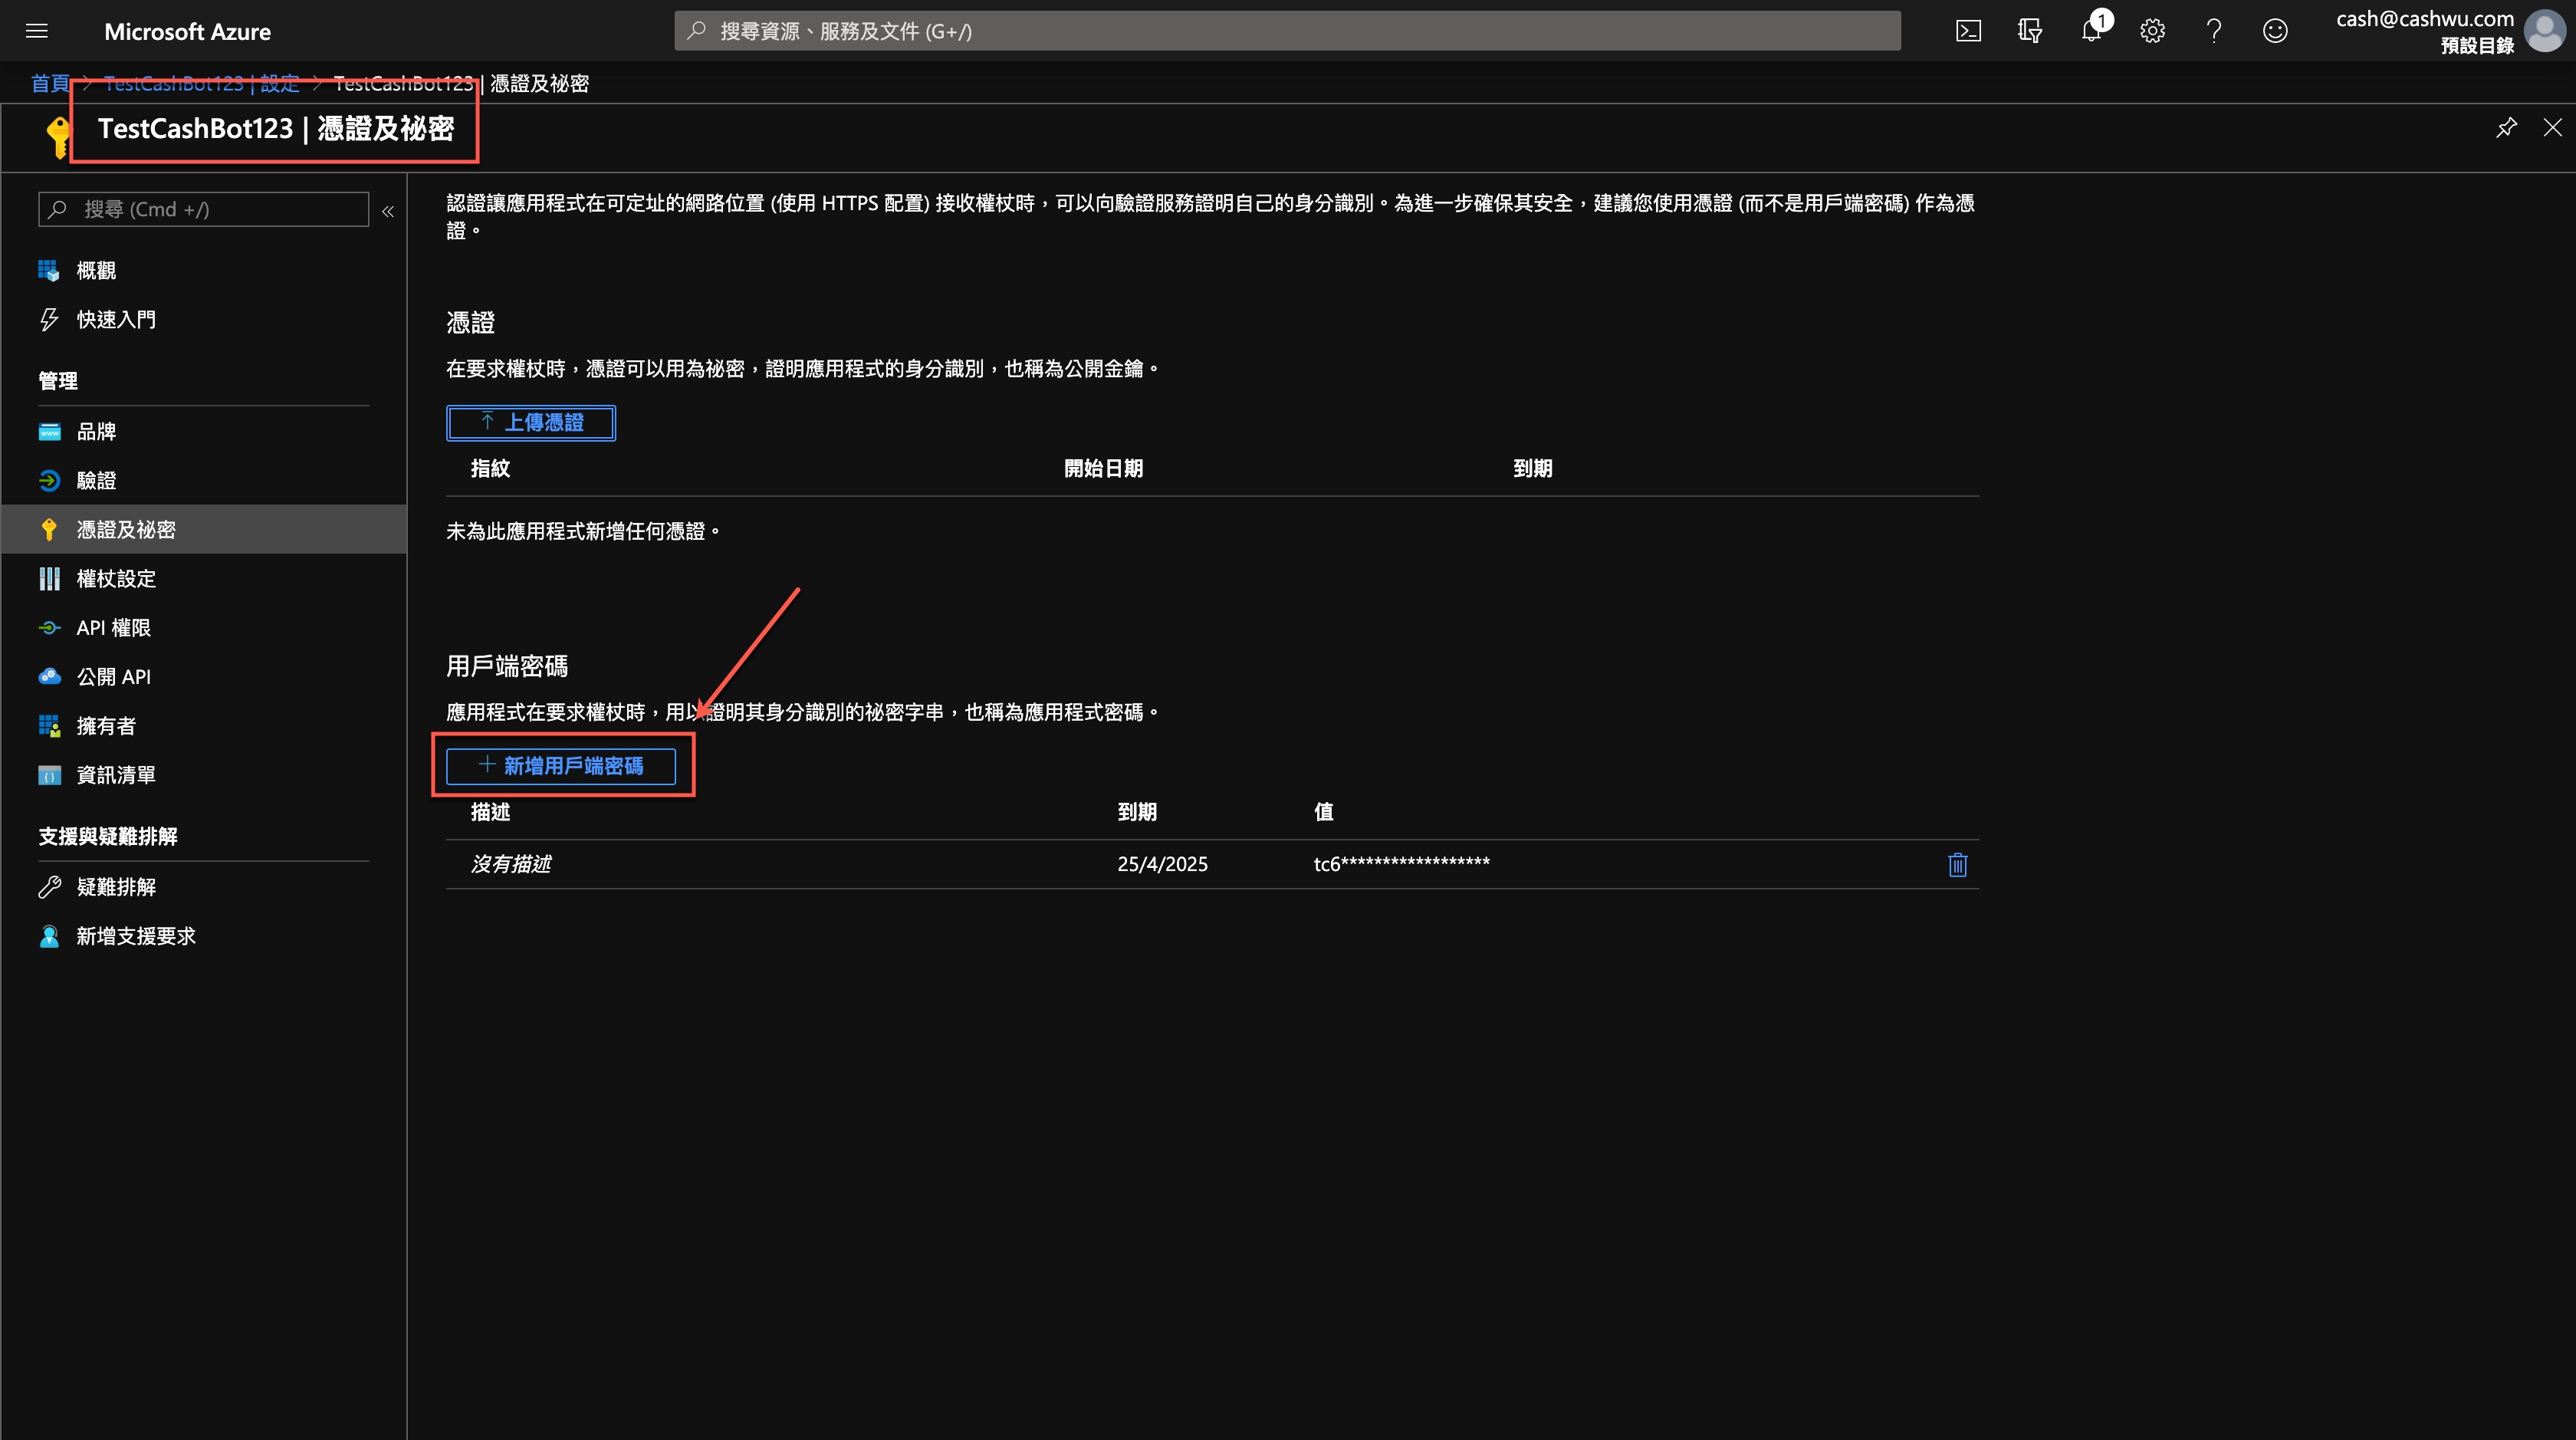 Microsoft Azure
搜尋資源、服務及文件 (G+/)
1
cash@cashwu.com
預設目錄
首頁 > TestCashBot123 | 設定 > TestCashBot123 | 憑證及祕密
TestCashBot123 | 憑證及祕密
搜尋 (Cmd +/)
«
概觀
快速入門
管理
品牌
驗證
憑證及祕密
權杖設定
API 權限
公開 API
擁有者
資訊清單
支援與疑難排解
疑難排解
新增支援要求
認證讓應用程式在可定址的網路位置 (使用 HTTPS 配置) 接收權杖時，可以向驗證服務證明自己的身分識別。為進一步確保其安全，建議您使用憑證 (而不是用戶端密碼) 作為憑
證。
憑證
在要求權杖時，憑證可以用為祕密，證明應用程式的身分識別，也稱為公開金鑰。
上傳憑證
指紋 開始日期 到期
未為此應用程式新增任何憑證。
用戶端密碼
應用程式在要求權杖時，用以證明其身分識別的祕密字串，也稱為應用程式密碼。
新增用戶端密碼
描述 到期 值
沒有描述 25/4/2025 tc6******************